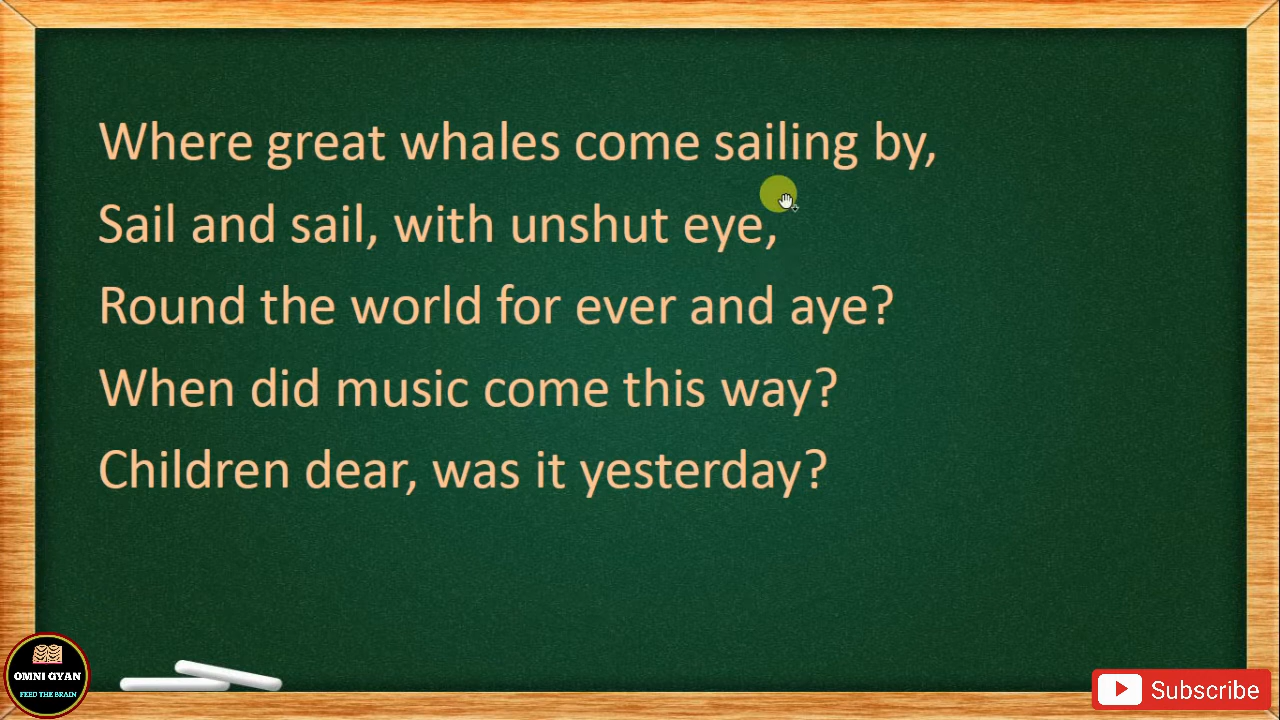 Where great whales come sailing by,
Sail and sail, with unshut eye,
Round the world for ever and aye?
When did music come this way?
Children dear, was it yesterday?
OMNI GYAN
FEED THE BRAIN
Subscribe